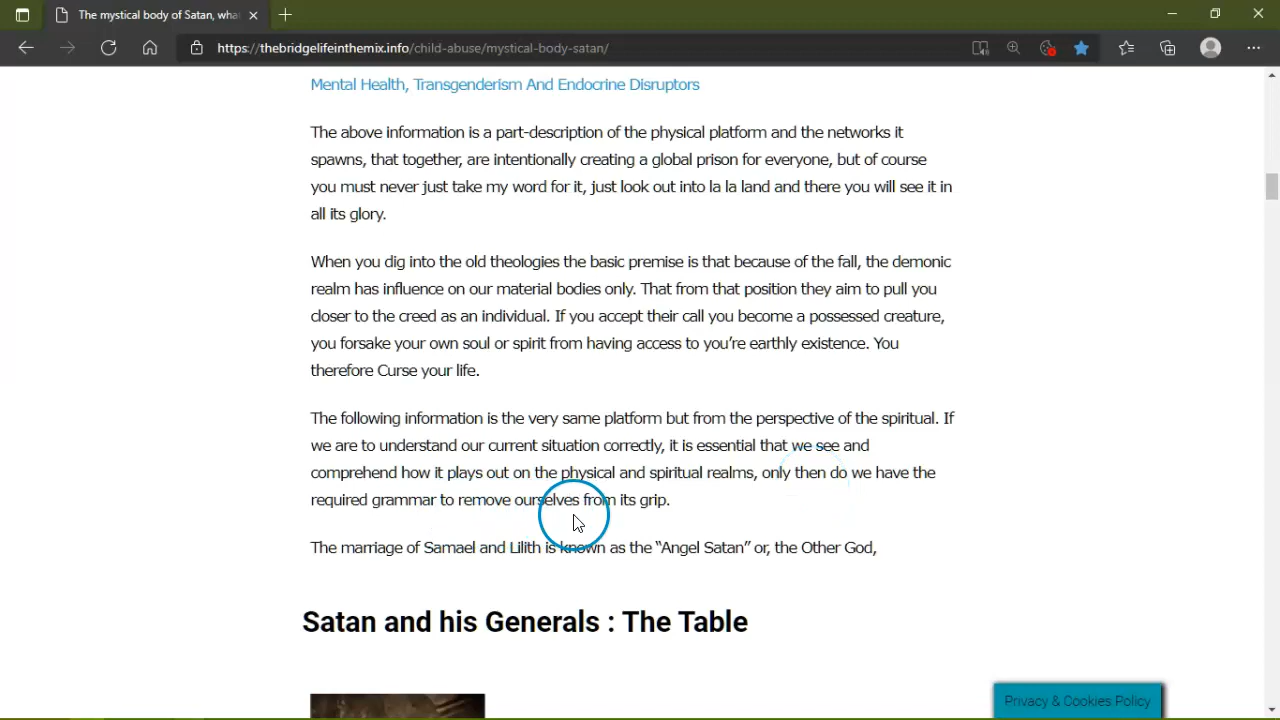 The mystical body of Satan, wha
https://thebridgelifeinthemix.info/child-abuse/mystical-body-satan/
Mental Health, Transgenderism And Endocrine Disruptors
The above information is a part-description of the physical platform and the networks it
spawns, that together, are intentionally creating a global prison for everyone, but of course
you must never just take my word for it, just look out into la la land and there you will see it in
all its glory.
When you dig into the old theologies the basic premise is that because of the fall, the demonic
realm has influence on our material bodies only. That from that position they aim to pull you
closer to the creed as an individual. If you accept their call you become a possessed creature,
you forsake your own soul or spirit from having access to you’re earthly existence. You
therefore Curse your life.
The following information is the very same platform but from the perspective of the spiritual. If
we are to understand our current situation correctly, it is essential that we see and
comprehend how it plays out on the physical and spiritual realms, only then do we have the
required grammar to remove ourselves from its grip.
The marriage of Samael and Lilith is known as the “Angel Satan” or, the Other God,
Satan and his Generals : The Table
Privacy & Cookies Policy